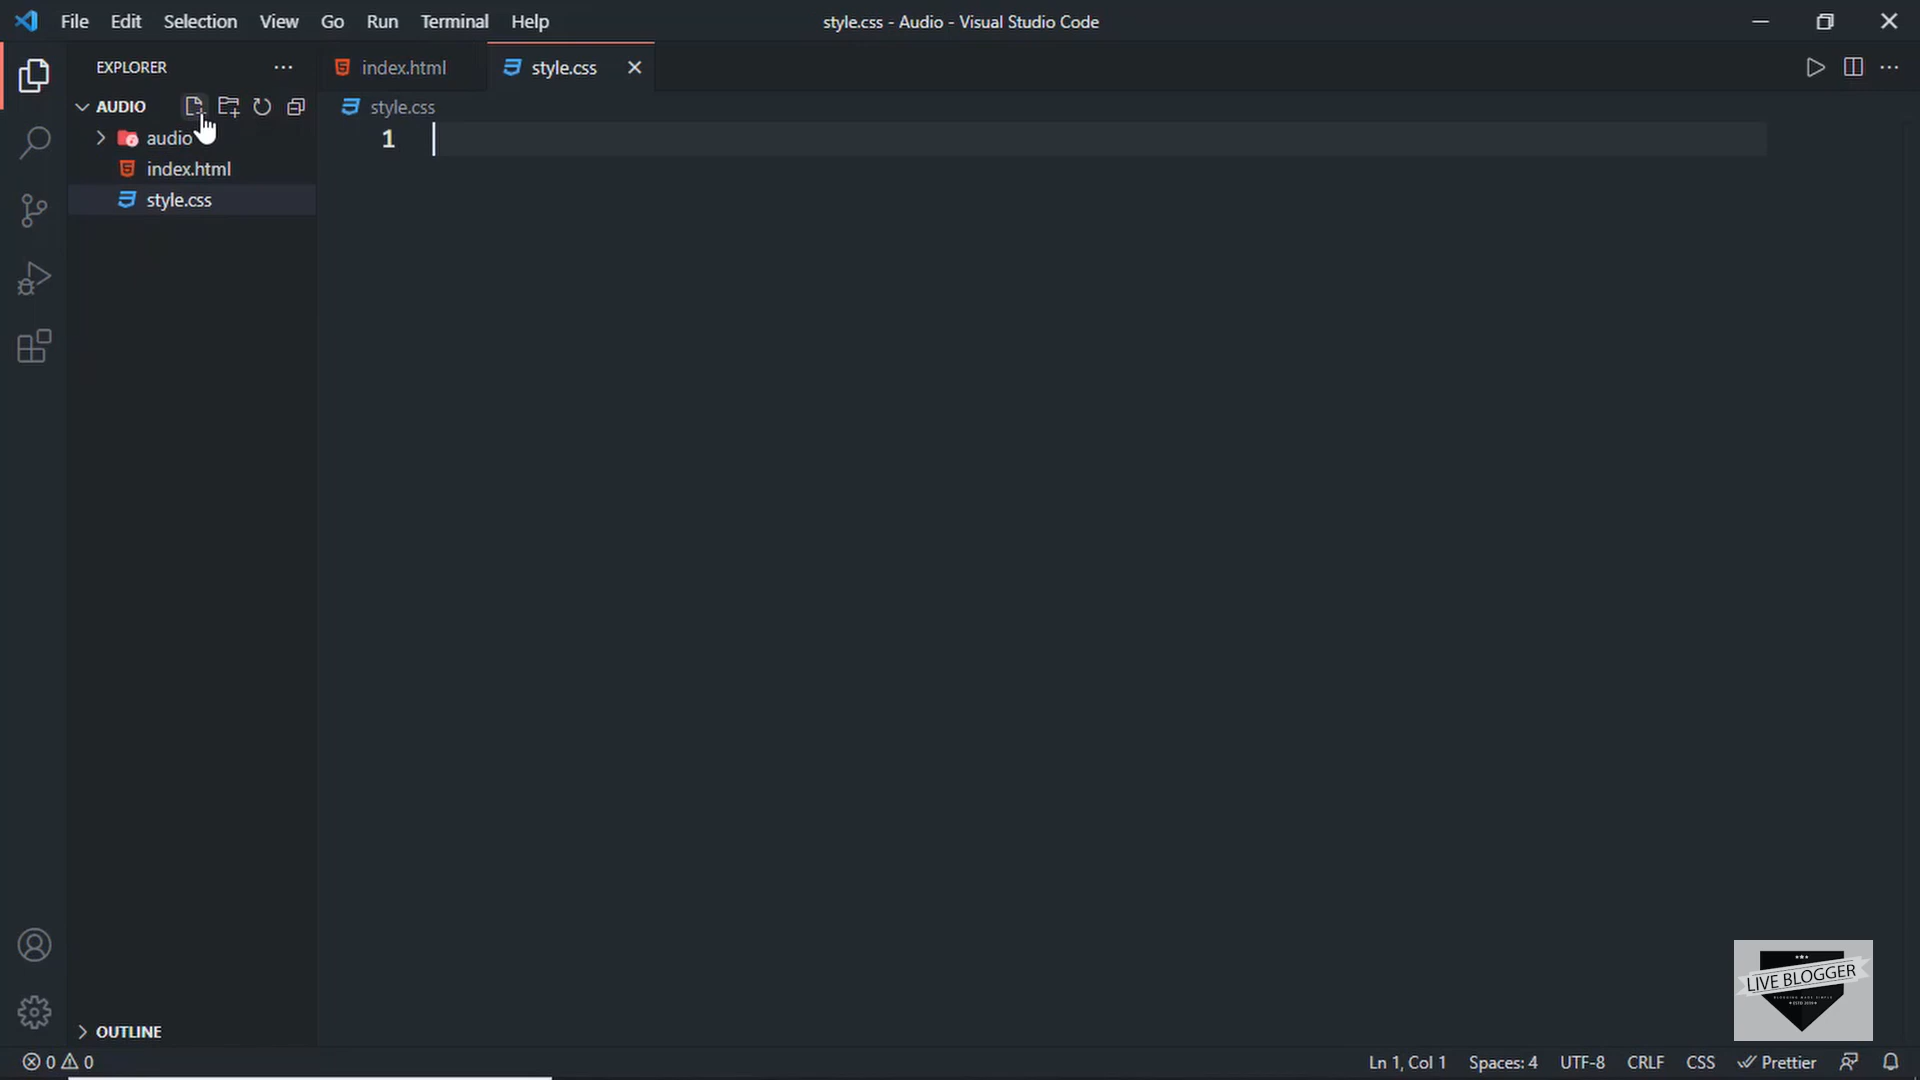 File Edit Selection View Go Run Terminal Help
style.css - Audio - Visual Studio Code
EXPLORER
AUDIO
audio
index.html
style.css
OUTLINE
index.html style.css
style.css
1
LIVE BLOGGER
0 0
Ln 1, Col 1 Spaces: 4 UTF-8 CRLF CSS Prettier